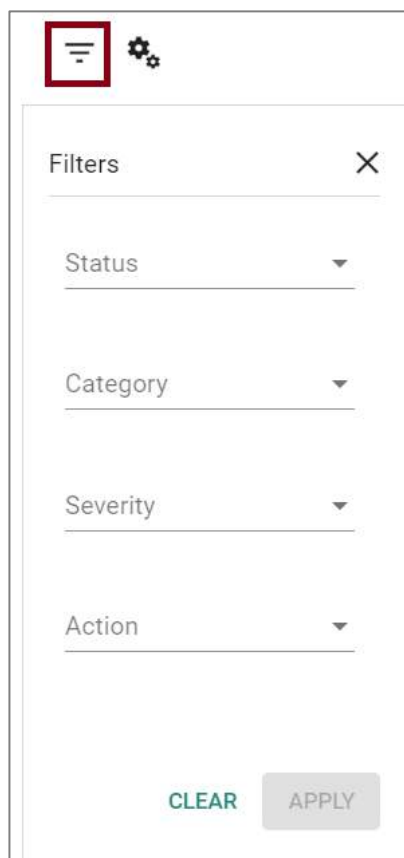 Filters
Status
Category
Severity
Action
CLEAR APPLY